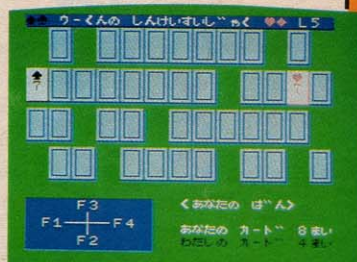 ♠♣ ウーくんの しんけいすいじゃく ♥♦ L5
F3
F1 F4
F2
<あなたの ばん>
あなたの カード 8まい
わたしの カード 4まい